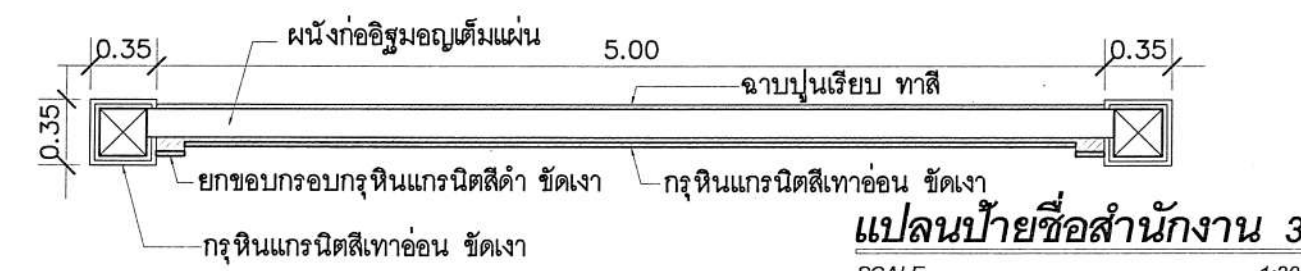 0.35
ผนังก่ออิฐมอญเต็มแผ่น
5.00
0.35
ฉาบปูนเรียบ ทาสี
0.35
ยกขอบกรอบกรุหินแกรนิตสีดำ ขัดเงา
กรุหินแกรนิตสีเทาอ่อน ขัดเงา
กรุหินแกรนิตสีเทาอ่อน ขัดเงา
แปลนป้ายชื่อสำนักงาน 3